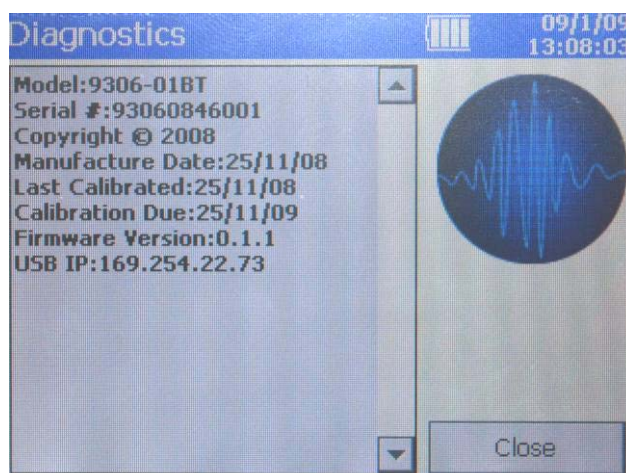 Diagnostics
09/1/09
13:08:03
Model:9306-01BT
Serial #:93060846001
Copyright © 2008
Manufacture Date:25/11/08
Last Calibrated:25/11/08
Calibration Due:25/11/09
Firmware Version:0.1.1
USB IP:169.254.22.73
Close